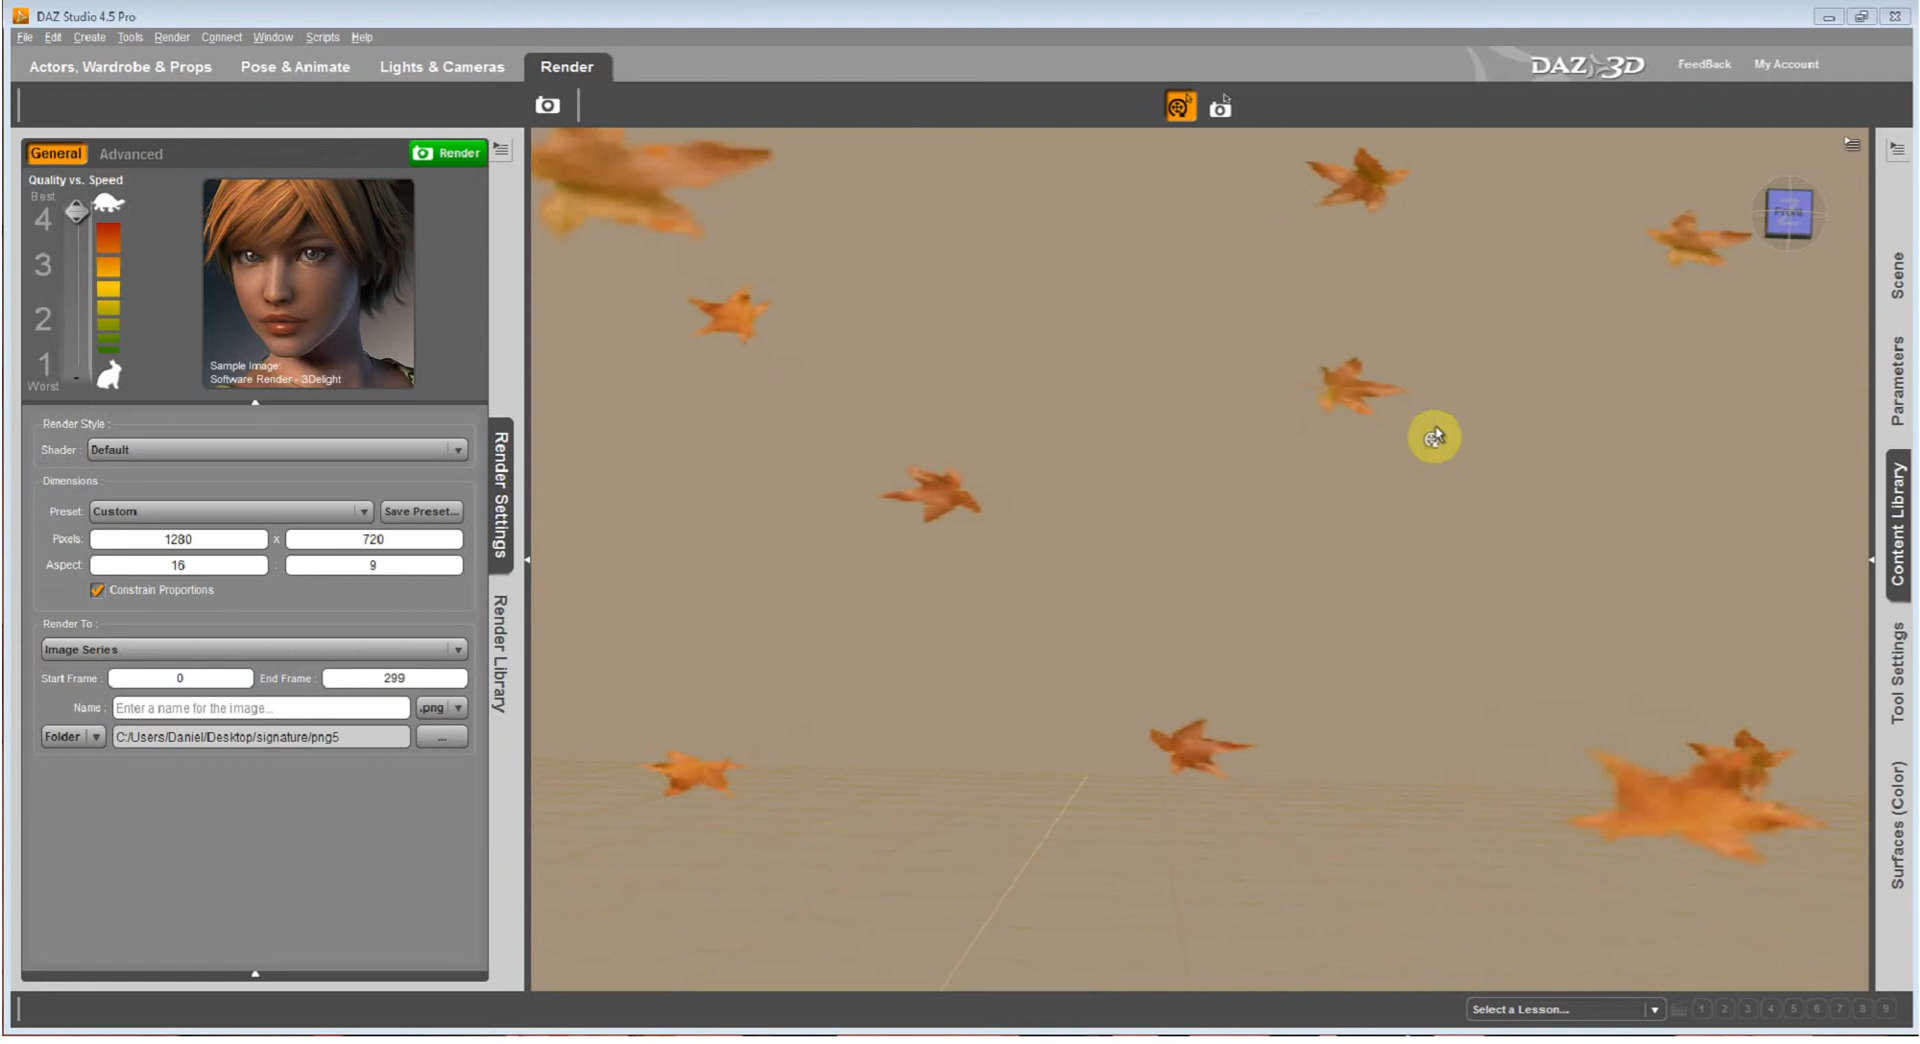 DAZ Studio 4.5 Pro
File Edit Create Tools Render Connect Window Scripts Help
Actors, Wardrobe & Props Pose & Animate Lights & Cameras Render
DAZ 3D FeedBack My Account
General Advanced Render
Quality vs. Speed
Best
4
3
2
1
Worst
Sample Image:
Software Render - 3Delight
Render Style :
Shader : Default
Dimensions :
Preset: Custom Save Preset...
Pixels: 1280 x 720
Aspect: 16 : 9
Constrain Proportions
Render To :
Image Series
Start Frame : 0 End Frame : 299
Name : Enter a name for the image... .png
Folder C:/Users/Daniel/Desktop/signature/png5 ...
Render Settings
Render Library
Front
Scene
Parameters
Content Library
Tool Settings
Surfaces (Color)
Select a Lesson... 1 2 3 4 5 6 7 8 9